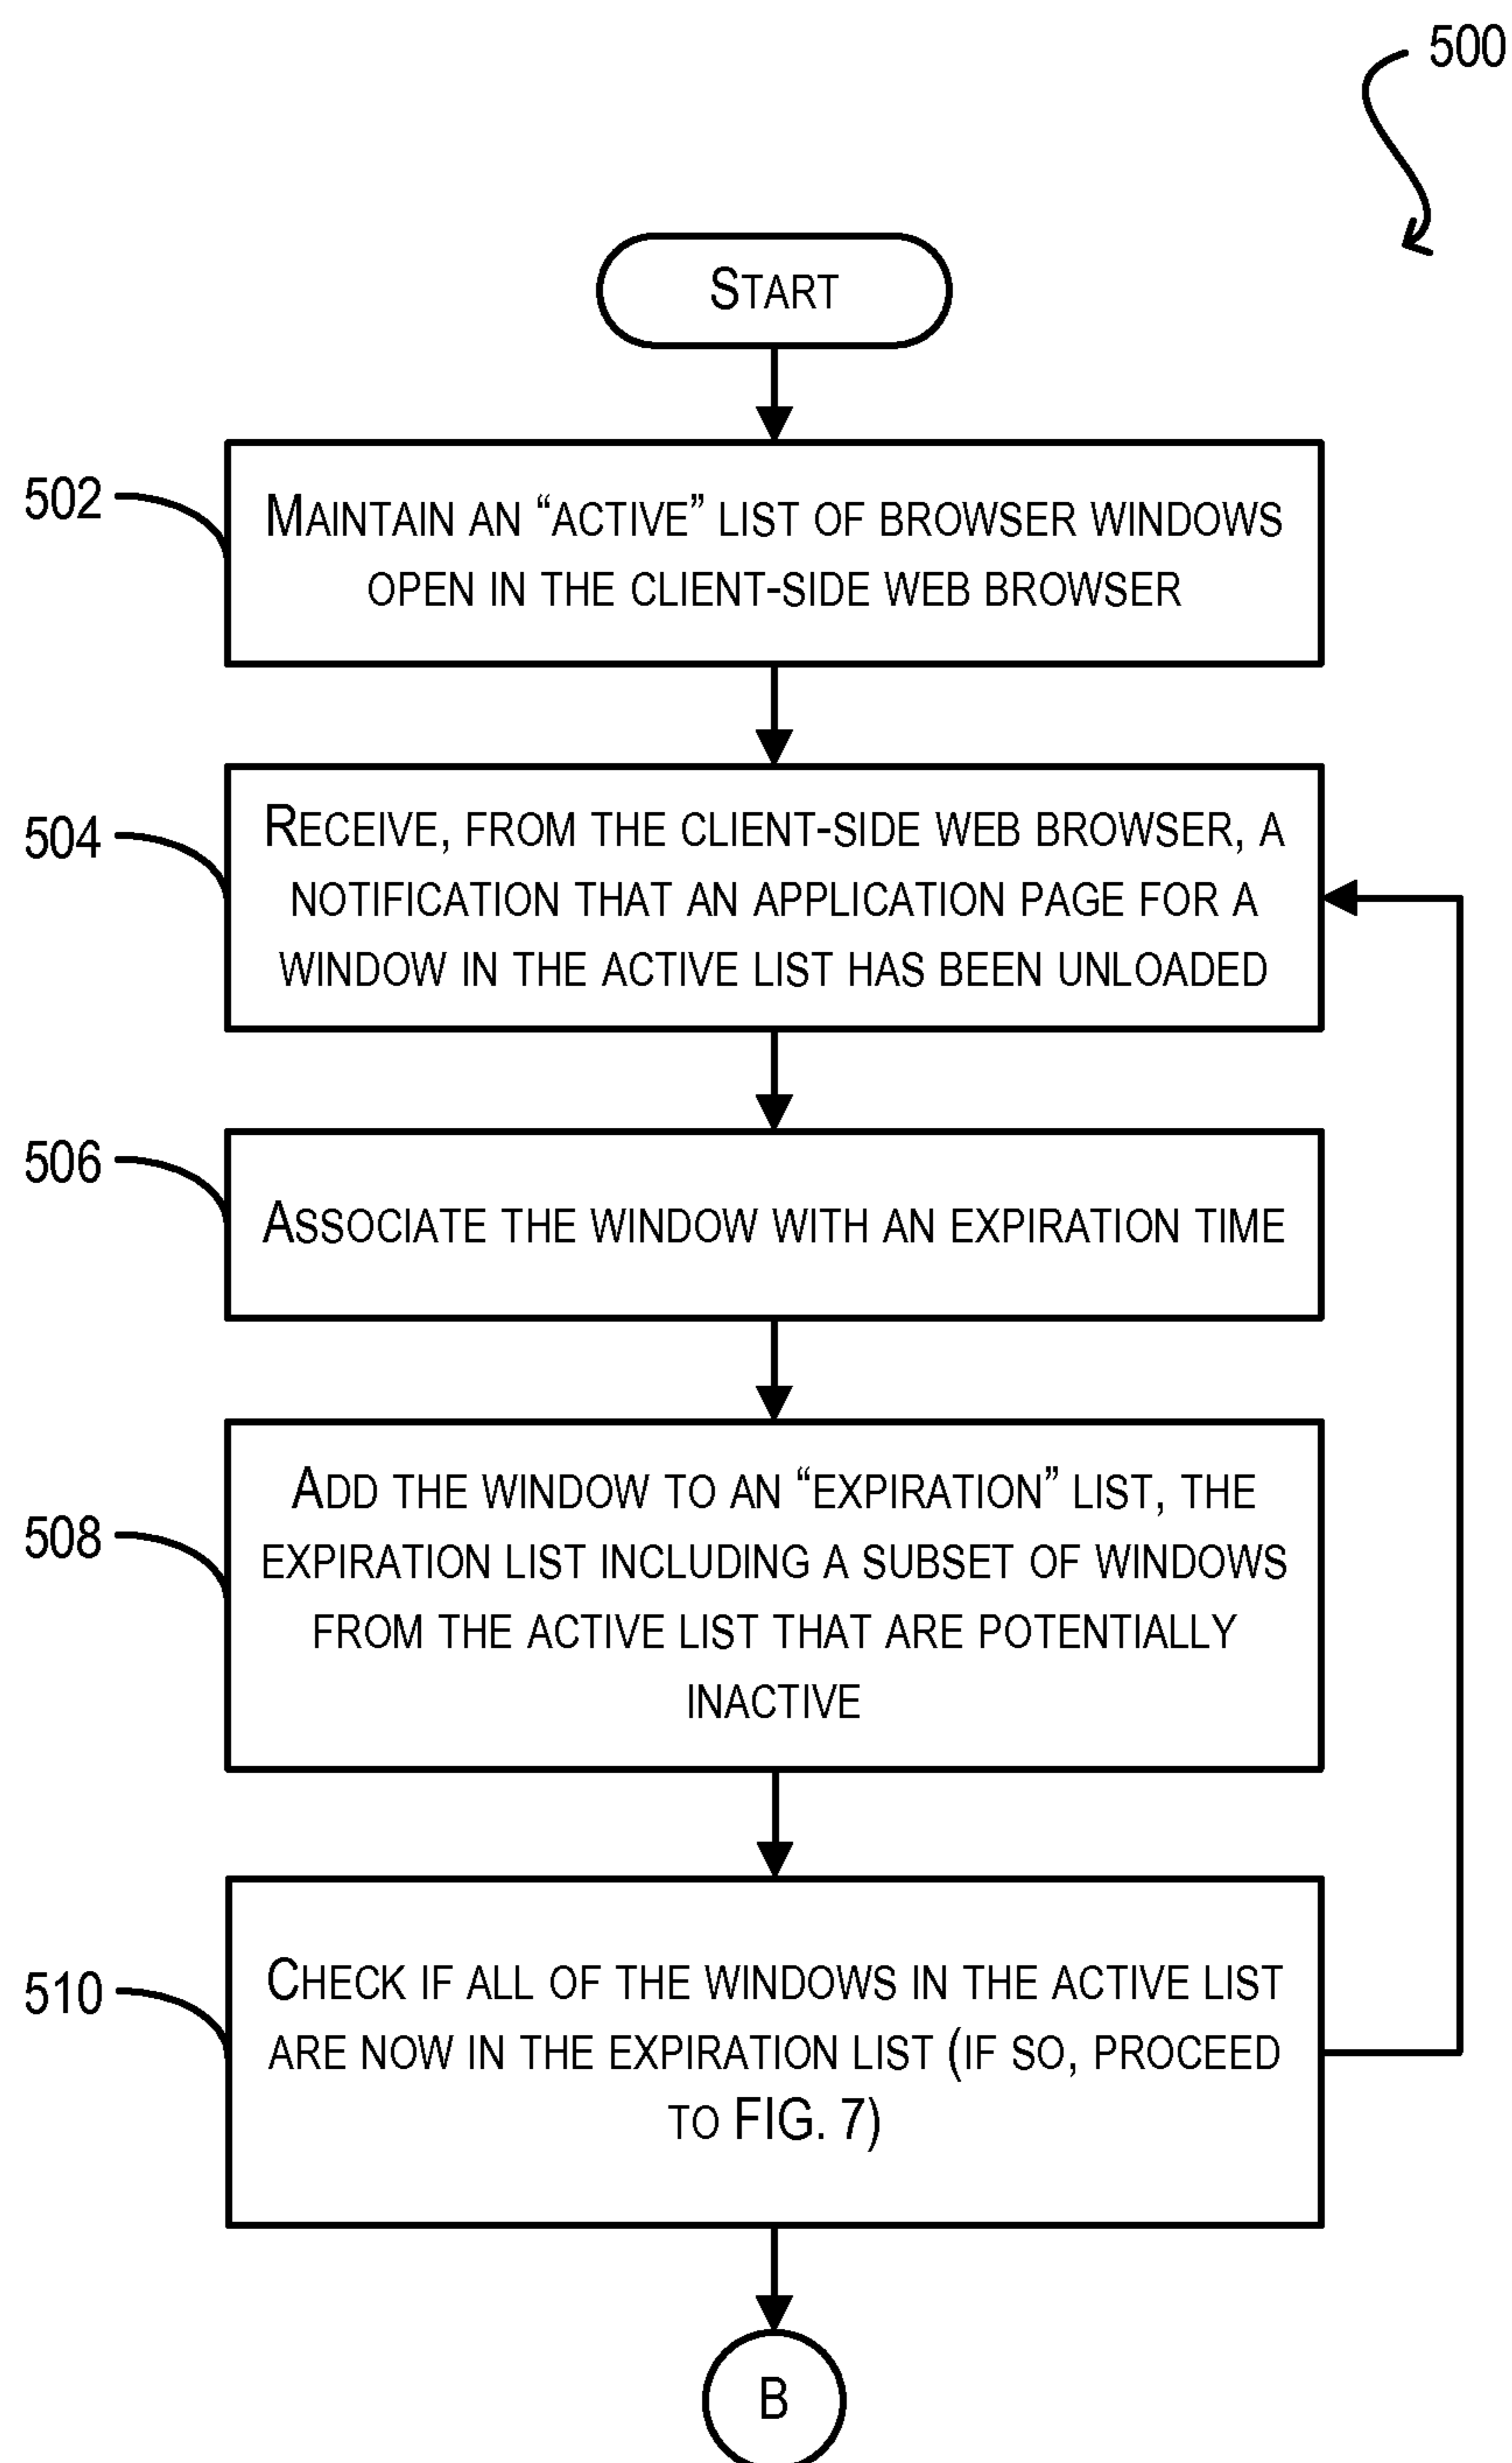 500
START
502
MAINTAIN AN “ACTIVE” LIST OF BROWSER WINDOWS
OPEN IN THE CLIENT-SIDE WEB BROWSER
504
RECEIVE, FROM THE CLIENT-SIDE WEB BROWSER, A
NOTIFICATION THAT AN APPLICATION PAGE FOR A
WINDOW IN THE ACTIVE LIST HAS BEEN UNLOADED
506
ASSOCIATE THE WINDOW WITH AN EXPIRATION TIME
508
ADD THE WINDOW TO AN “EXPIRATION” LIST, THE
EXPIRATION LIST INCLUDING A SUBSET OF WINDOWS
FROM THE ACTIVE LIST THAT ARE POTENTIALLY
INACTIVE
510
CHECK IF ALL OF THE WINDOWS IN THE ACTIVE LIST
ARE NOW IN THE EXPIRATION LIST (IF SO, PROCEED
TO FIG. 7)
B